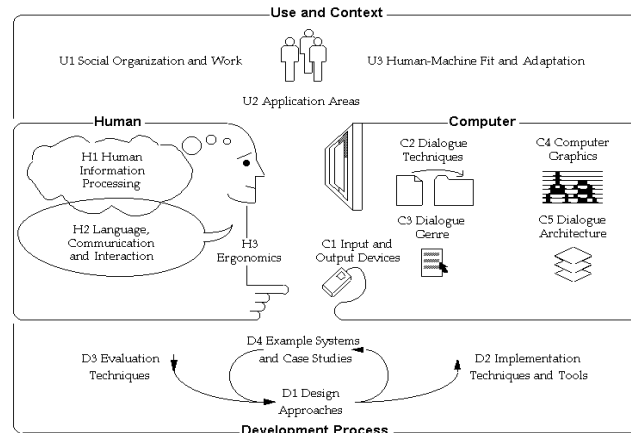 Use and Context
U1 Social Organization and Work
U3 Human-Machine Fit and Adaptation
U2 Application Areas
Human
H1 Human
Information
Processing
H2 Language,
Communication
and Interaction
H3
Ergonomics
Computer
C2 Dialogue
Techniques
C4 Computer
Graphics
C3 Dialogue
Genre
C5 Dialogue
Architecture
C1 Input and
Output Devices
D4 Example Systems
and Case Studies
D3 Evaluation
Techniques
D2 Implementation
Techniques and Tools
D1 Design
Approaches
Development Process